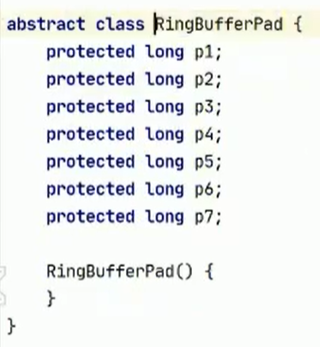 abstract class RingBufferPad {
    protected long p1;
    protected long p2;
    protected long p3;
    protected long p4;
    protected long p5;
    protected long p6;
    protected long p7;

    RingBufferPad() {
    }
}